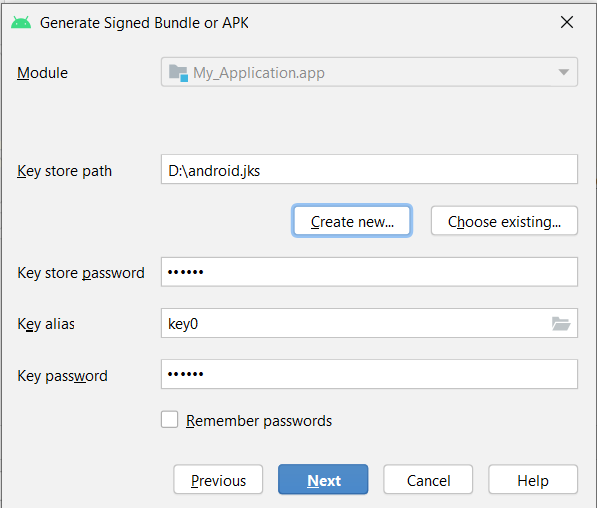 Generate Signed Bundle or APK
Module My_Application.app
Key store path D:\android.jks
Create new... Choose existing...
Key store password ••••••
Key alias key0
Key password ••••••
Remember passwords
Previous Next Cancel Help